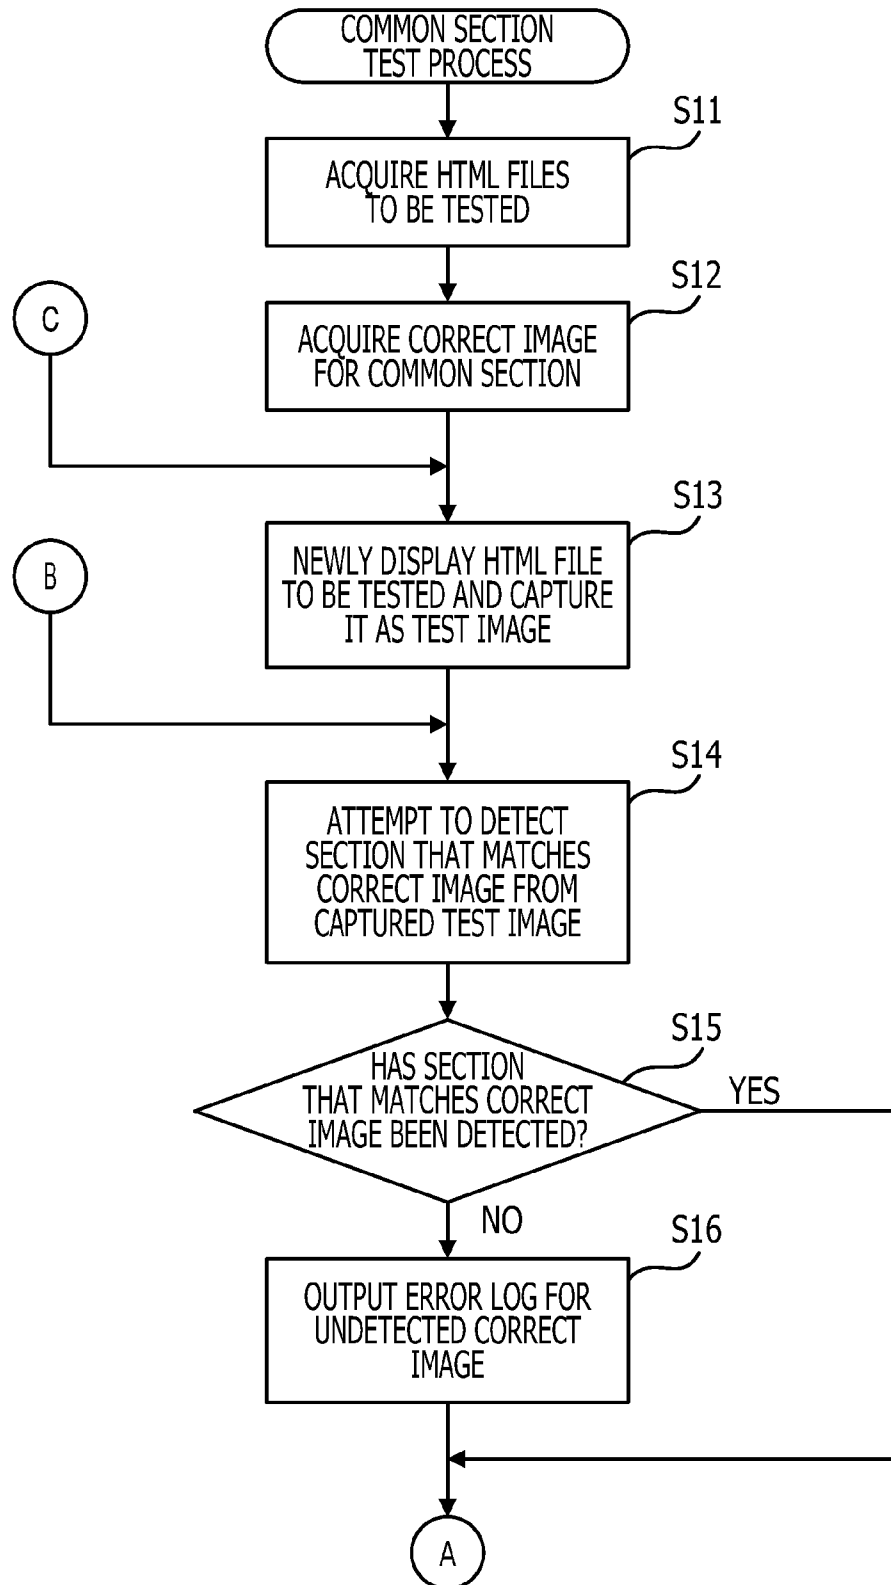 COMMON SECTION
TEST PROCESS
S11
ACQUIRE HTML FILES
TO BE TESTED
S12
C
ACQUIRE CORRECT IMAGE
FOR COMMON SECTION
S13
B
NEWLY DISPLAY HTML FILE
TO BE TESTED AND CAPTURE
IT AS TEST IMAGE
S14
ATTEMPT TO DETECT
SECTION THAT MATCHES
CORRECT IMAGE FROM
CAPTURED TEST IMAGE
S15
HAS SECTION
THAT MATCHES CORRECT
IMAGE BEEN DETECTED?
YES
NO
S16
OUTPUT ERROR LOG FOR
UNDETECTED CORRECT
IMAGE
A